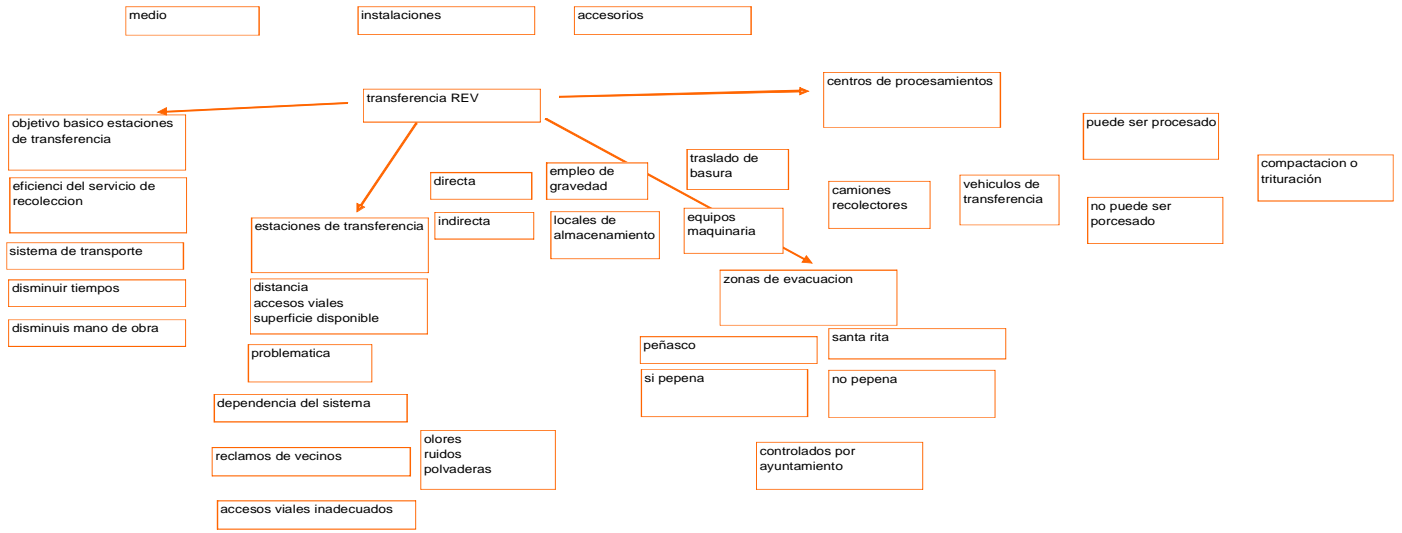 medio
instalaciones
accesorios
transferencia REV
centros de procesamientos
objetivo basico estaciones
de transferencia
eficienci del servicio de
recoleccion
sistema de transporte
disminuir tiempos
disminuis mano de obra
estaciones de transferencia
distancia
accesos viales
superficie disponible
problematica
dependencia del sistema
reclamos de vecinos
olores
ruidos
polvaderas
accesos viales inadecuados
directa
indirecta
empleo de
gravedad
locales de
almacenamiento
traslado de
basura
equipos
maquinaria
camiones
recolectores
vehiculos de
transferencia
puede ser procesado
no puede ser
porcesado
compactacion o
trituración
zonas de evacuacion
peñasco
santa rita
si pepena
no pepena
controlados por
ayuntamiento